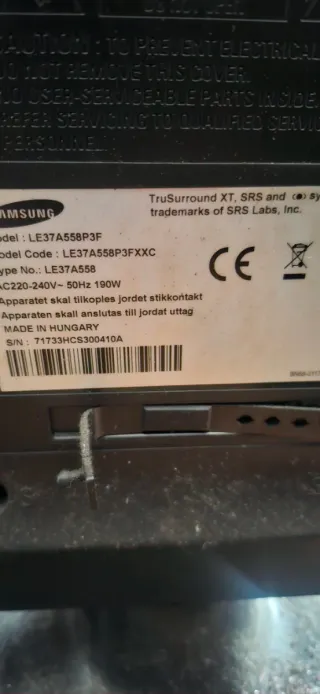 CAUTION: TO PREVENT ELECTRICAL
DO NOT REMOVE THIS COVER.
NO USER-SERVICEABLE PARTS INSIDE.
REFER SERVICING TO QUALIFIED SERVICE
PERSONNEL.
SAMSUNG
TruSurround XT, SRS and
trademarks of SRS Labs, Inc.
Model : LE37A558P3F
Model Code : LE37A558P3FXXC
Type No.: LE37A558
AC220-240V~ 50Hz 190W
CE
Apparatet skal tilkoples jordet stikkontakt
Apparaten skall anslutas till jordat uttag
MADE IN HUNGARY
S/N : 71733HCS300410A